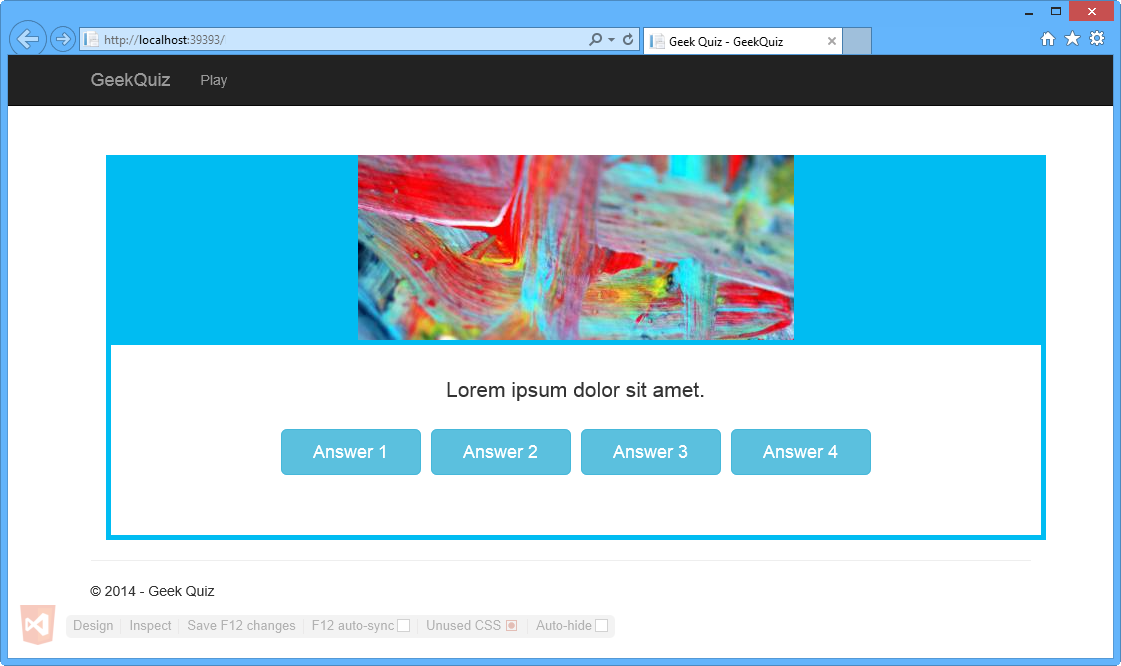 http://localhost:39393/
Geek Quiz - GeekQuiz
GeekQuiz Play
Lorem ipsum dolor sit amet.
Answer 1 Answer 2 Answer 3 Answer 4
© 2014 - Geek Quiz
Design Inspect Save F12 changes F12 auto-sync Unused CSS Auto-hide